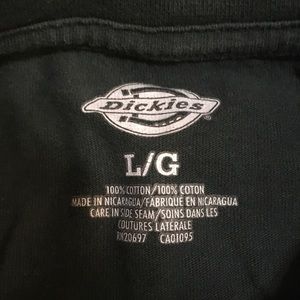 Dickies
L/G
100% COTTON/100% COTON
MADE IN NICARAGUA/FABRIQUE EN NICARAGUA
CARE IN SIDE SEAM/SOINS DANS LES
COUTURES LATÉRALE
RN20697 CA01095